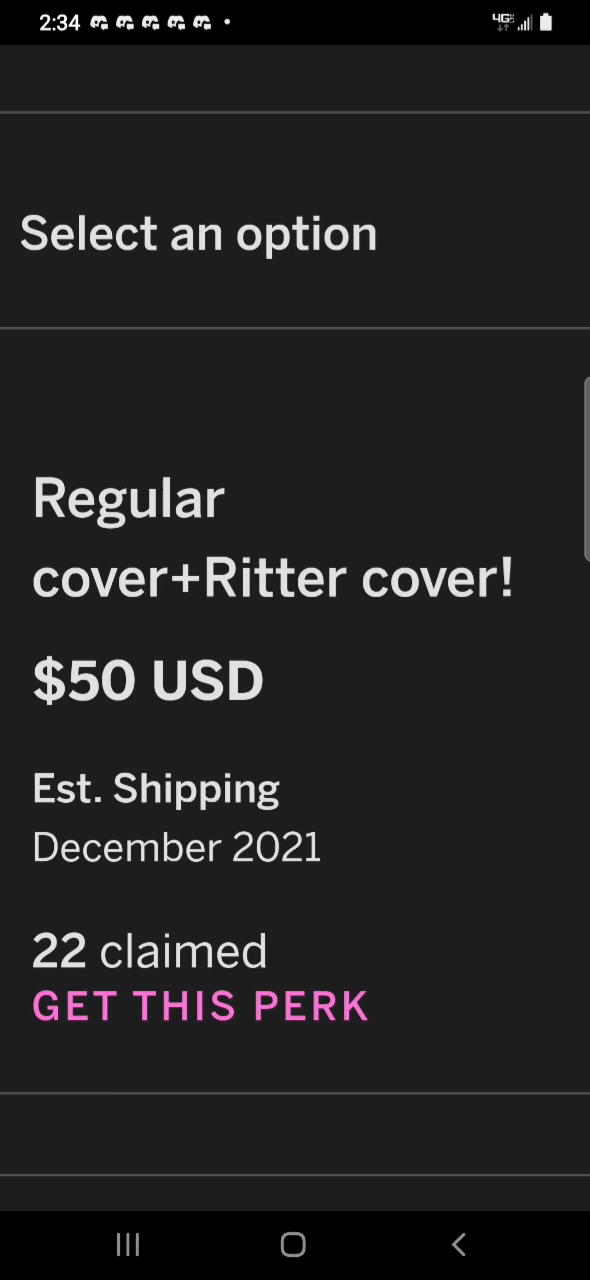 2:34
4GE
Select an option
Regular
cover+Ritter cover!
$50 USD
Est. Shipping
December 2021
22 claimed
GET THIS PERK